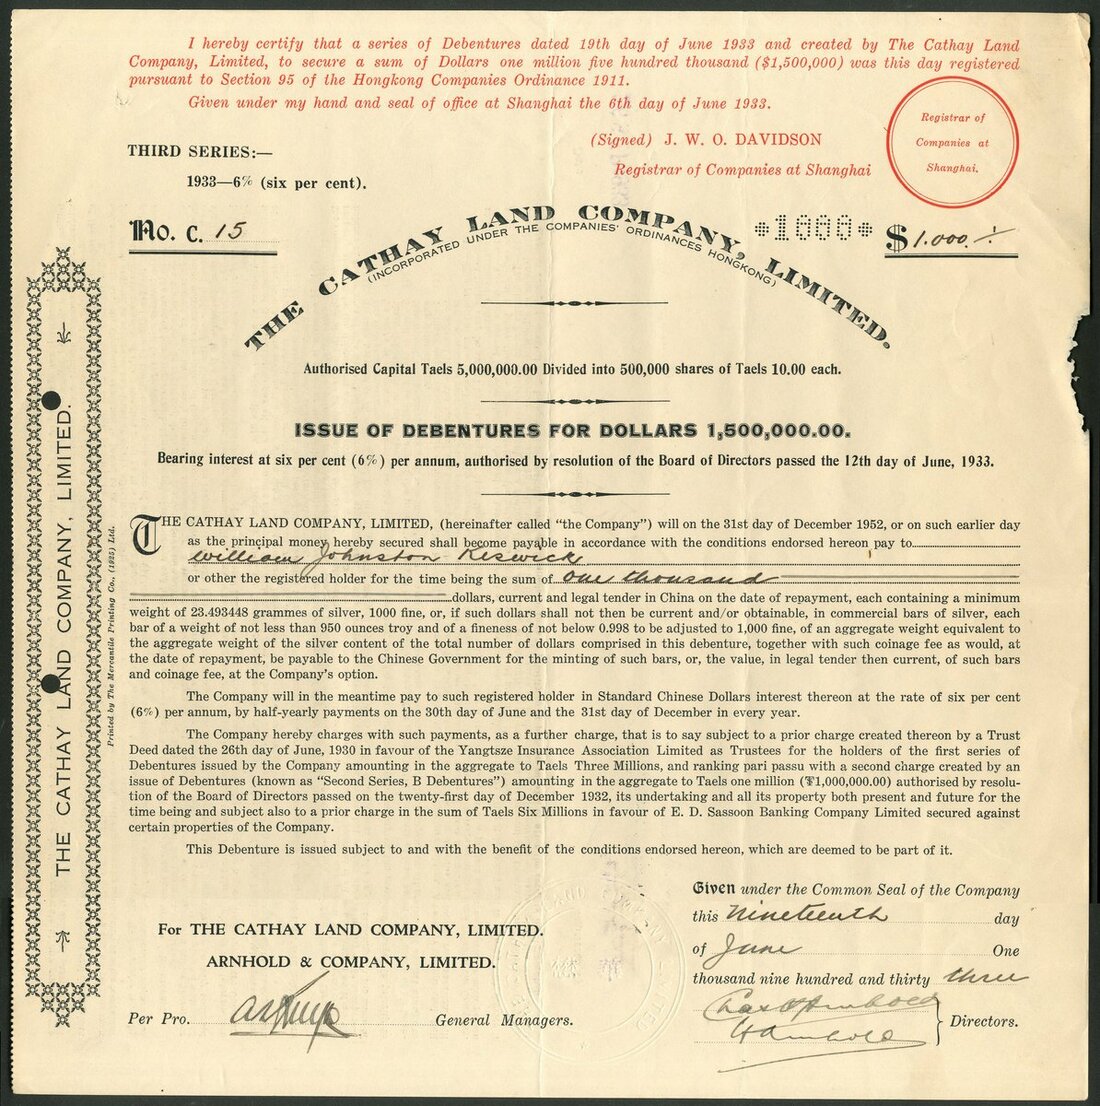 I hereby certify that a series of Debentures dated 19th day of June 1933 and created by The Cathay Land
Company, Limited, to secure a sum of Dollars one million five hundred thousand ($1,500,000) was this day registered
pursuant to Section 95 of the Hongkong Companies Ordinance 1911.
Given under my hand and seal of office at Shanghai the 6th day of June 1933.
(Signed) J. W. O. DAVIDSON
Registrar of Companies at Shanghai
Registrar of
Companies at
Shanghai.
THIRD SERIES:—
1933—6% (six per cent).
No. C. 15
*1000*
$1.000.-/-
THE CATHAY LAND COMPANY, LIMITED.
(INCORPORATED UNDER THE COMPANIES' ORDINANCES HONGKONG)
Authorised Capital Taels 5,000,000.00 Divided into 500,000 shares of Taels 10.00 each.
ISSUE OF DEBENTURES FOR DOLLARS 1,500,000.00.
Bearing interest at six per cent (6%) per annum, authorised by resolution of the Board of Directors passed the 12th day of June, 1933.
THE CATHAY LAND COMPANY, LIMITED, (hereinafter called "the Company") will on the 31st day of December 1952, or on such earlier day
as the principal money hereby secured shall become payable in accordance with the conditions endorsed hereon pay to
William Johnston Keswick
or other the registered holder for the time being the sum of one thousand
dollars, current and legal tender in China on the date of repayment, each containing a minimum
weight of 23.493448 grammes of silver, 1000 fine, or, if such dollars shall not then be current and/or obtainable, in commercial bars of silver, each
bar of a weight of not less than 950 ounces troy and of a fineness of not below 0.998 to be adjusted to 1,000 fine, of an aggregate weight equivalent to
the aggregate weight of the silver content of the total number of dollars comprised in this debenture, together with such coinage fee as would, at
the date of repayment, be payable to the Chinese Government for the minting of such bars, or, the value, in legal tender then current, of such bars
and coinage fee, at the Company's option.
The Company will in the meantime pay to such registered holder in Standard Chinese Dollars interest thereon at the rate of six per cent
(6%) per annum, by half-yearly payments on the 30th day of June and the 31st day of December in every year.
The Company hereby charges with such payments, as a further charge, that is to say subject to a prior charge created thereon by a Trust
Deed dated the 26th day of June, 1930 in favour of the Yangtsze Insurance Association Limited as Trustees for the holders of the first series of
Debentures issued by the Company amounting in the aggregate to Taels Three Millions, and ranking pari passu with a second charge created by an
issue of Debentures (known as "Second Series, B Debentures") amounting in the aggregate to Taels one million (₸1,000,000.00) authorised by resolu-
tion of the Board of Directors passed on the twenty-first day of December 1932, its undertaking and all its property both present and future for the
time being and subject also to a prior charge in the sum of Taels Six Millions in favour of E. D. Sassoon Banking Company Limited secured against
certain properties of the Company.
This Debenture is issued subject to and with the benefit of the conditions endorsed hereon, which are deemed to be part of it.
Given under the Common Seal of the Company
this Nineteenth day
of June One
thousand nine hundred and thirty three
Directors.
For THE CATHAY LAND COMPANY, LIMITED.
ARNHOLD & COMPANY, LIMITED.
Per Pro. General Managers.
THE CATHAY LAND COMPANY, LIMITED.
Printed by The Mercantile Printing Co., (1925) Ltd.